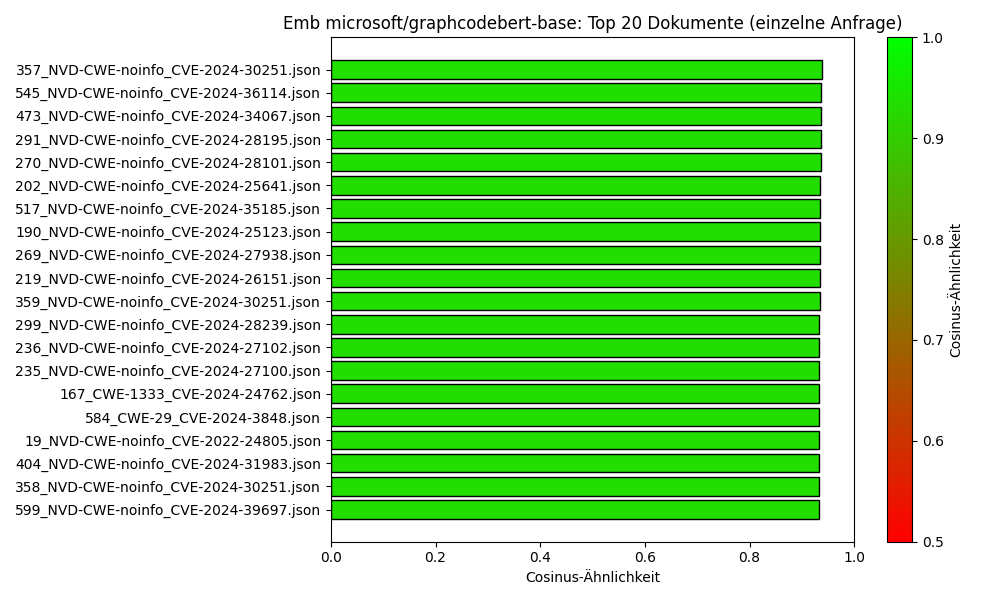 Emb microsoft/graphcodebert-base: Top 20 Dokumente (einzelne Anfrage)
357_NVD-CWE-noinfo_CVE-2024-30251.json
545_NVD-CWE-noinfo_CVE-2024-36114.json
473_NVD-CWE-noinfo_CVE-2024-34067.json
291_NVD-CWE-noinfo_CVE-2024-28195.json
270_NVD-CWE-noinfo_CVE-2024-28101.json
202_NVD-CWE-noinfo_CVE-2024-25641.json
517_NVD-CWE-noinfo_CVE-2024-35185.json
190_NVD-CWE-noinfo_CVE-2024-25123.json
269_NVD-CWE-noinfo_CVE-2024-27938.json
219_NVD-CWE-noinfo_CVE-2024-26151.json
359_NVD-CWE-noinfo_CVE-2024-30251.json
299_NVD-CWE-noinfo_CVE-2024-28239.json
236_NVD-CWE-noinfo_CVE-2024-27102.json
235_NVD-CWE-noinfo_CVE-2024-27100.json
167_CWE-1333_CVE-2024-24762.json
584_CWE-29_CVE-2024-3848.json
19_NVD-CWE-noinfo_CVE-2022-24805.json
404_NVD-CWE-noinfo_CVE-2024-31983.json
358_NVD-CWE-noinfo_CVE-2024-30251.json
599_NVD-CWE-noinfo_CVE-2024-39697.json
0.0 0.2 0.4 0.6 0.8 1.0
Cosinus-Ähnlichkeit
1.0
0.9
0.8
0.7
0.6
0.5
Cosinus-Ähnlichkeit